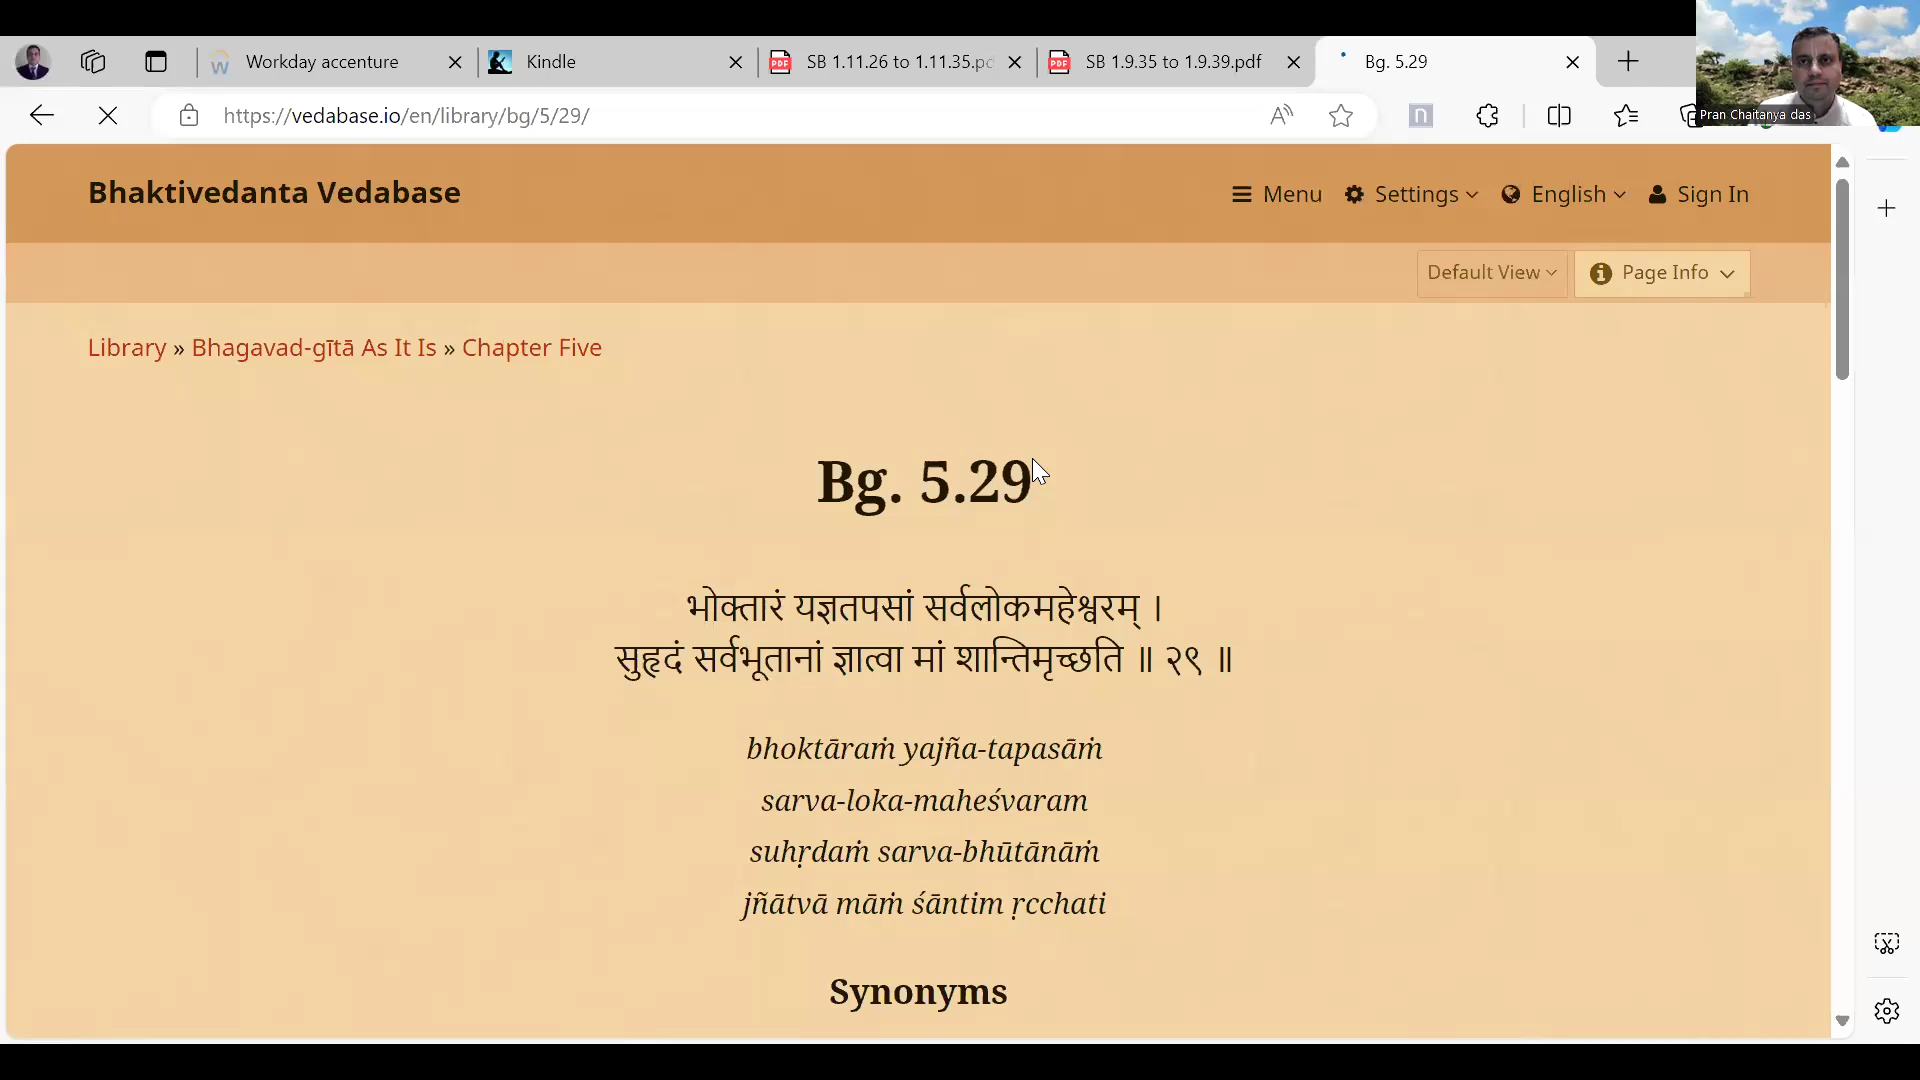 Workday accenture
Kindle
SB 1.11.26 to 1.11.35.pd
SB 1.9.35 to 1.9.39.pdf
Bg. 5.29
https://vedabase.io/en/library/bg/5/29/
Pran Chaitanya das
Bhaktivedanta Vedabase
Menu
Settings
English
Sign In
Default View
Page Info
Library » Bhagavad-gītā As It Is » Chapter Five
Bg. 5.29
भोक्तारं यज्ञतपसां सर्वलोकमहेश्वरम् ।
सुहृदं सर्वभूतानां ज्ञात्वा मां शान्तिमृच्छति ॥ २९ ॥
bhoktāraṁ yajña-tapasāṁ
sarva-loka-maheśvaram
suhṛdaṁ sarva-bhūtānāṁ
jñātvā māṁ śāntim ṛcchati
Synonyms